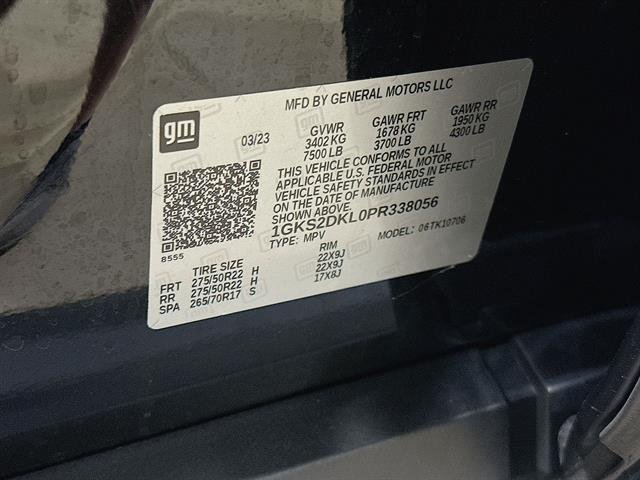 MFD BY GENERAL MOTORS LLC
gm
03/23
GVWR GAWR FRT GAWR RR
3402 KG 1678 KG 1950 KG
7500 LB 3700 LB 4300 LB
THIS VEHICLE CONFORMS TO ALL
APPLICABLE U.S. FEDERAL MOTOR
VEHICLE SAFETY STANDARDS IN
EFFECT ON THE DATE OF MANUFACTURE
SHOWN ABOVE.
1GKS2DKL0PR338056
TYPE: MPV MODEL: 06TK10706
8555
TIRE SIZE RIM
FRT 275/50R22 H 22X9J
RR 275/50R22 H 22X9J
SPA 265/70R17 S 17X8J